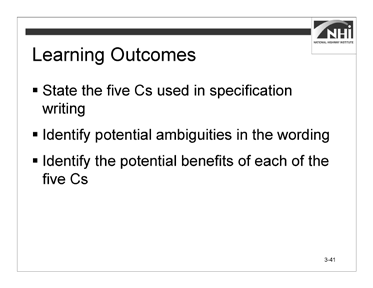 NHI
NATIONAL HIGHWAY INSTITUTE
Learning Outcomes
▪ State the five Cs used in specification
writing
▪ Identify potential ambiguities in the wording
▪ Identify the potential benefits of each of the
five Cs
3-41